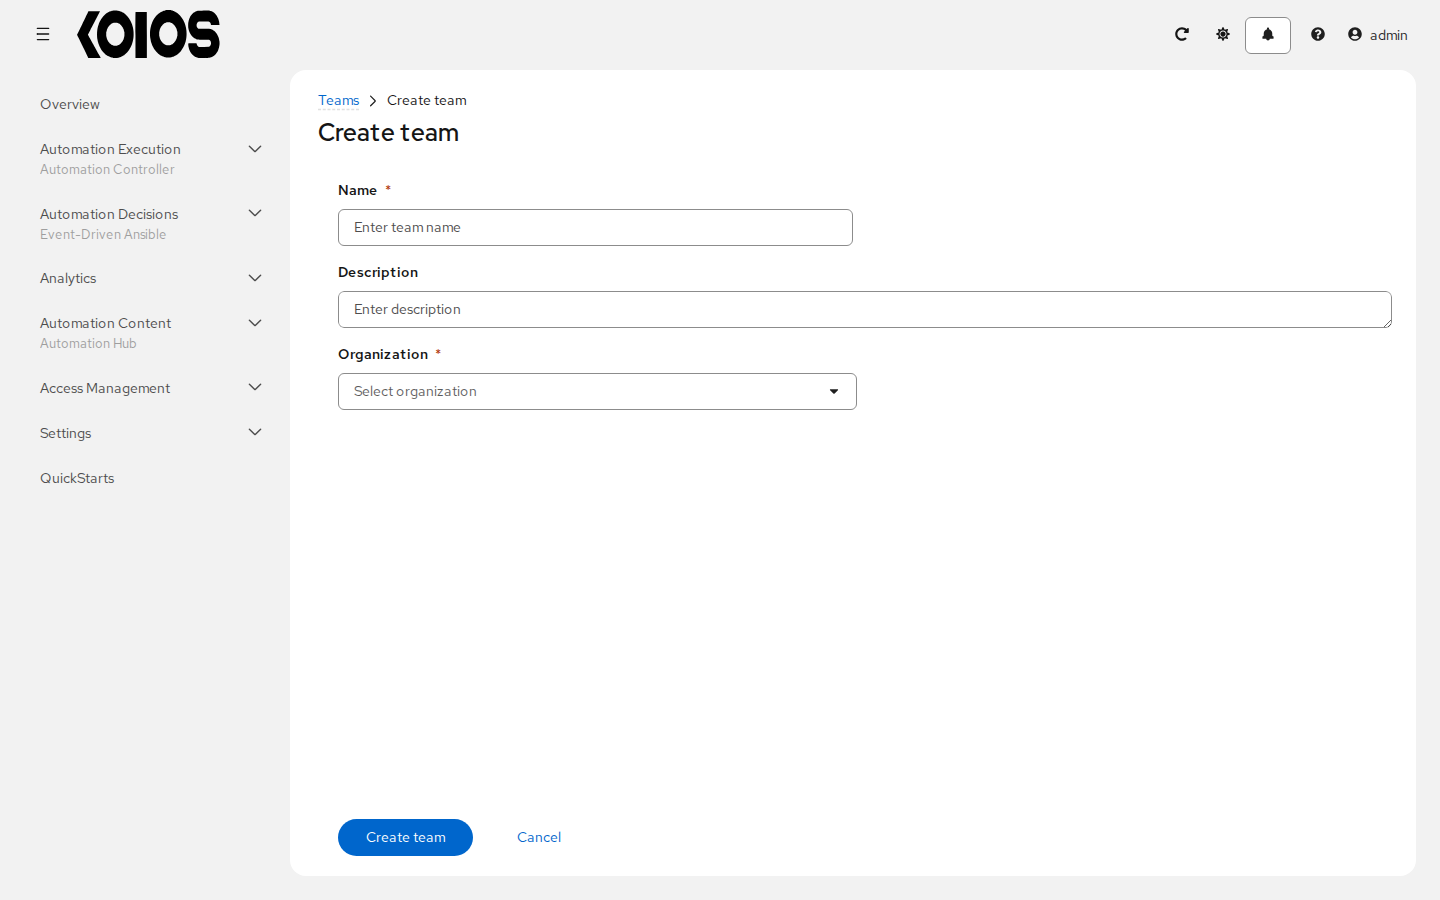 KOIOS
admin
Overview
Automation Execution
Automation Controller
Automation Decisions
Event-Driven Ansible
Analytics
Automation Content
Automation Hub
Access Management
Settings
QuickStarts
Teams > Create team
Create team
Name *
Enter team name
Description
Enter description
Organization *
Select organization
Create team
Cancel